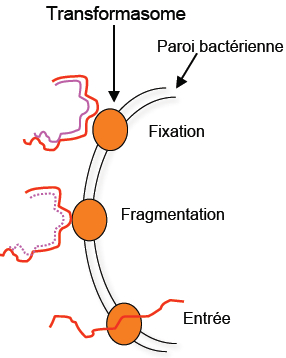 Transformasome
Paroi bactérienne
Fixation
Fragmentation
Entrée